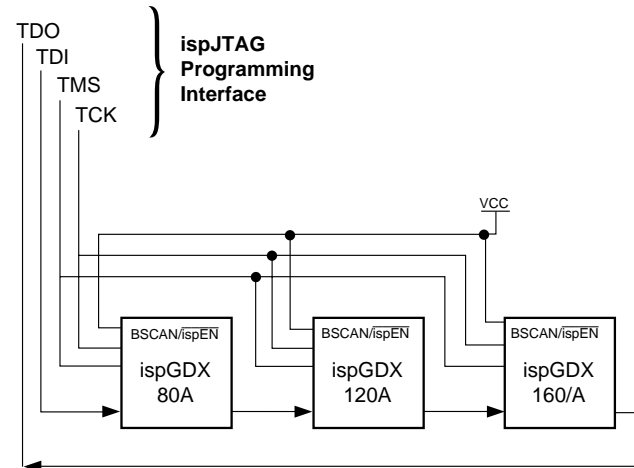 TDO
TDI
TMS
TCK
ispJTAG
Programming
Interface
VCC
BSCAN/ispEN
ispGDX
80A
BSCAN/ispEN
ispGDX
120A
BSCAN/ispEN
ispGDX
160/A